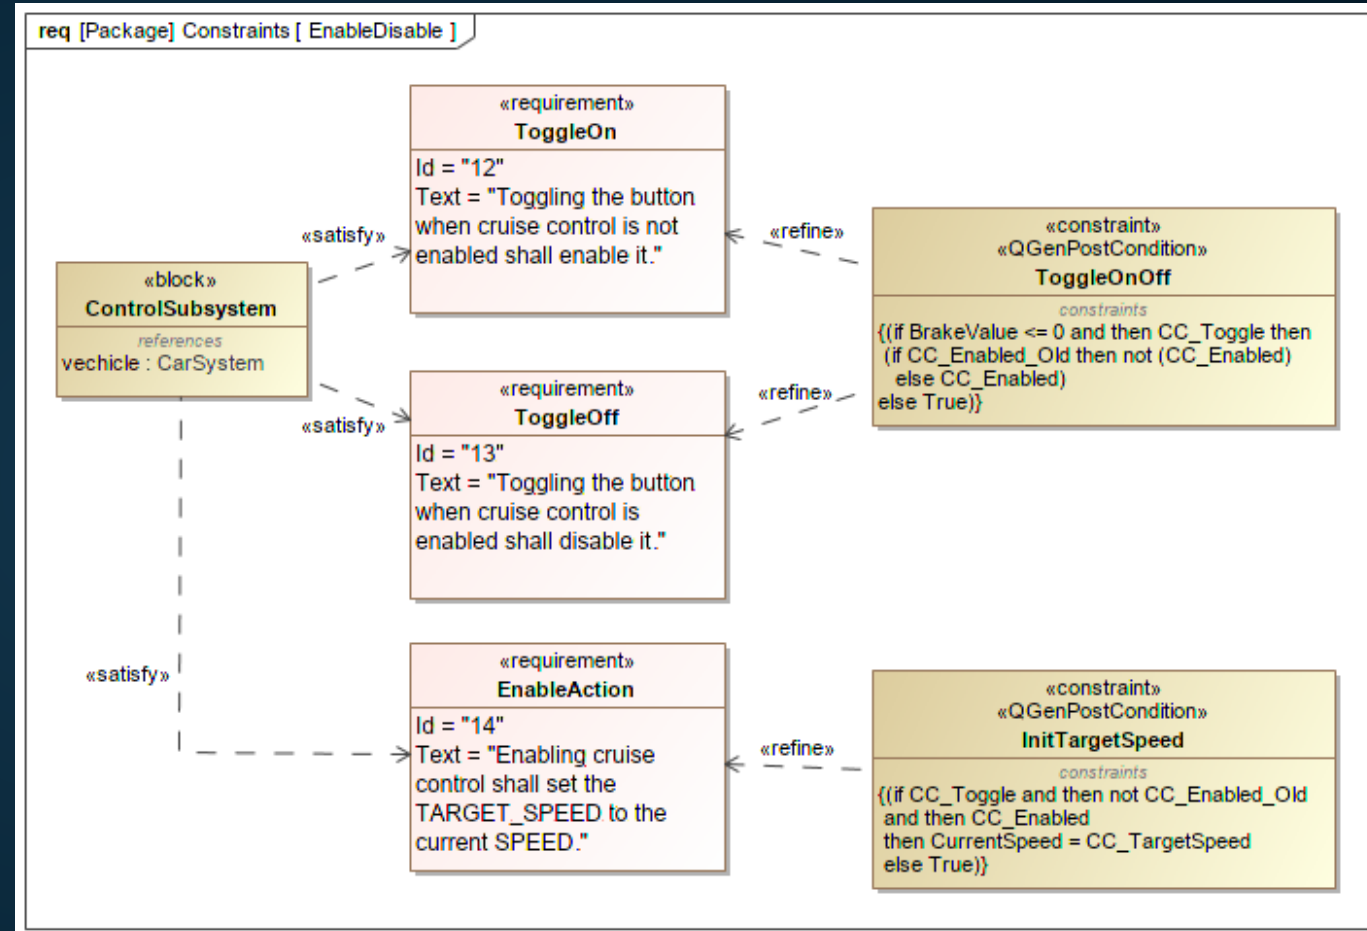 req [Package] Constraints [ EnableDisable ]
«requirement»
ToggleOn
Id = "12"
Text = "Toggling the button
when cruise control is not
enabled shall enable it."
«satisfy»
«refine»
«constraint»
«QGenPostCondition»
ToggleOnOff
constraints
{(if BrakeValue <= 0 and then CC_Toggle then
(if CC_Enabled_Old then not (CC_Enabled)
else CC_Enabled)
else True)}
«block»
ControlSubsystem
references
vechicle : CarSystem
«requirement»
ToggleOff
Id = "13"
Text = "Toggling the button
when cruise control is
enabled shall disable it."
«satisfy»
«refine»
«satisfy»
«requirement»
EnableAction
Id = "14"
Text = "Enabling cruise
control shall set the
TARGET_SPEED to the
current SPEED."
«refine»
«constraint»
«QGenPostCondition»
InitTargetSpeed
constraints
{(if CC_Toggle and then not CC_Enabled_Old
and then CC_Enabled
then CurrentSpeed = CC_TargetSpeed
else True)}